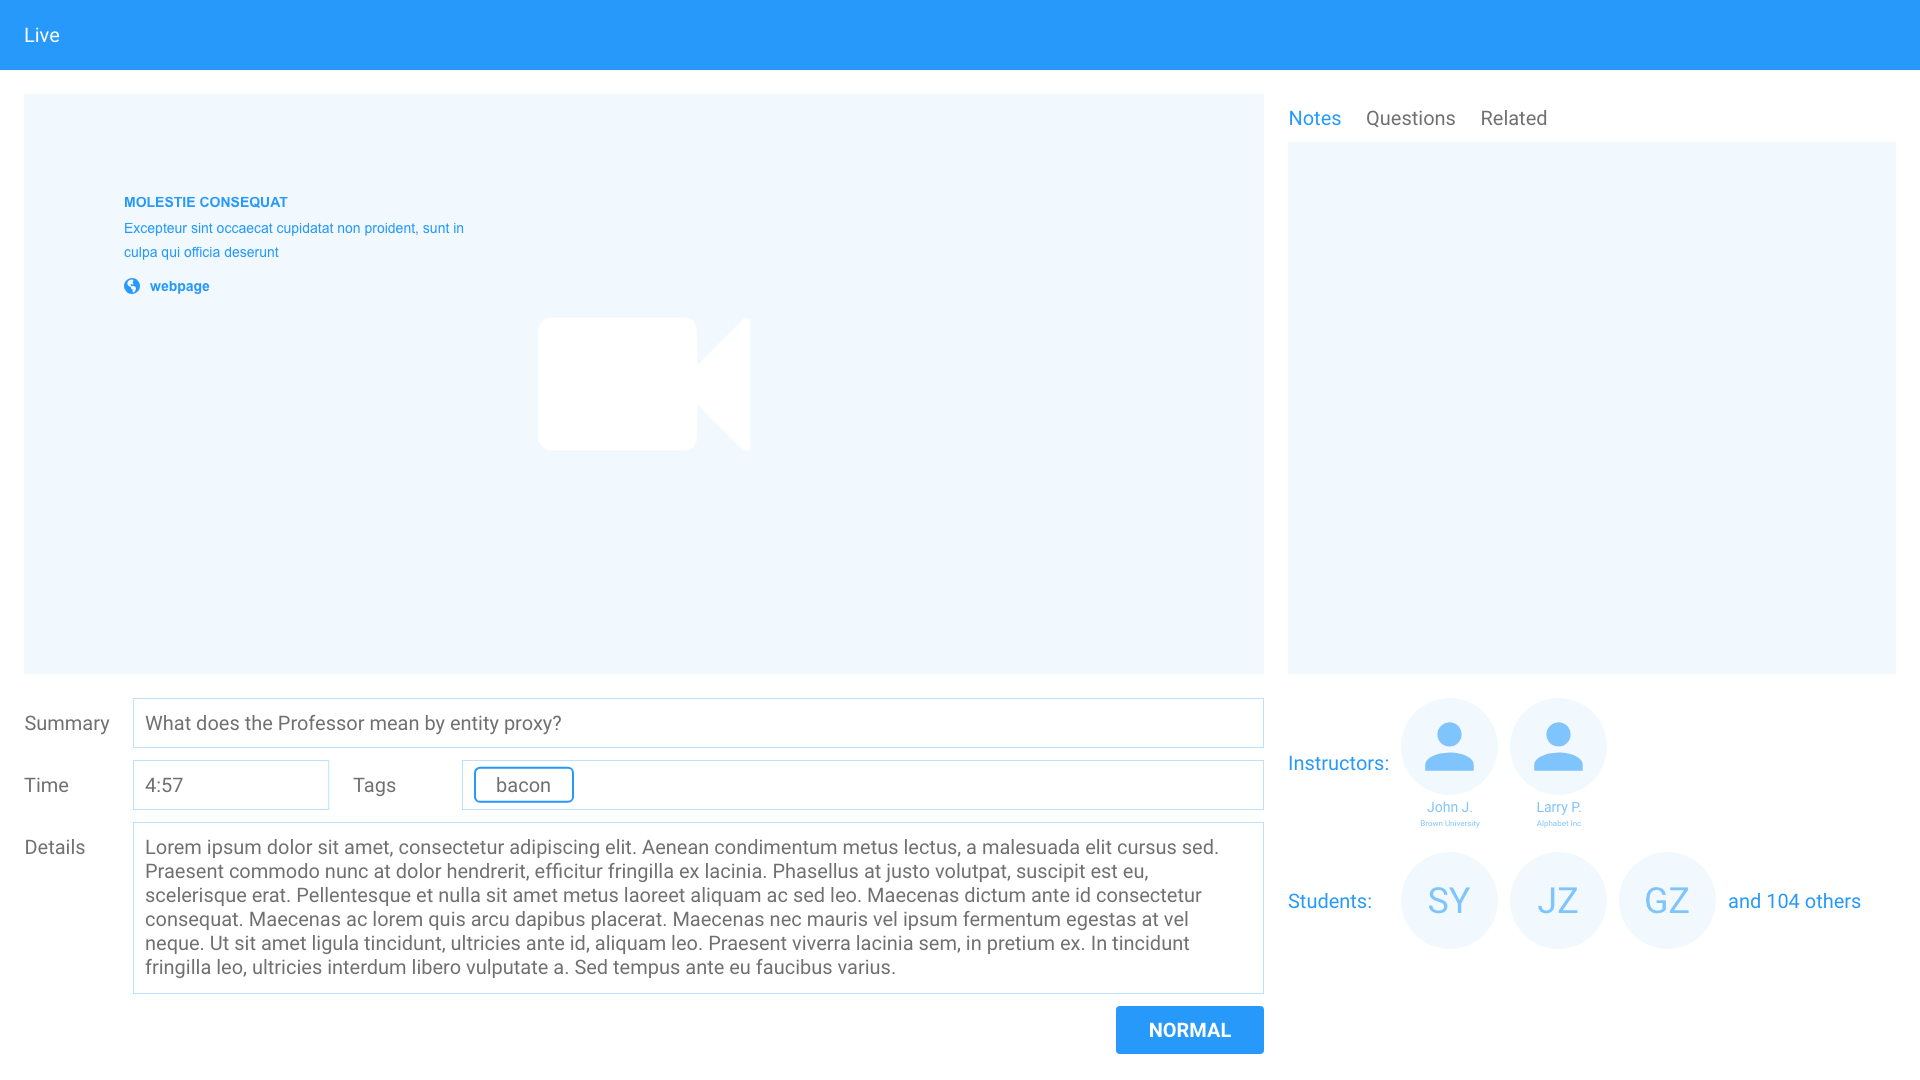 Live
MOLESTIE CONSEQUAT
Excepteur sint occaecat cupidatat non proident, sunt in
culpa qui officia deserunt
webpage
Notes Questions Related
Summary What does the Professor mean by entity proxy?
Time 4:57 Tags bacon
Details
Lorem ipsum dolor sit amet, consectetur adipiscing elit. Aenean condimentum metus lectus, a malesuada elit cursus sed.
Praesent commodo nunc at dolor hendrerit, efficitur fringilla ex lacinia. Phasellus at justo volutpat, suscipit est eu,
scelerisque erat. Pellentesque et nulla sit amet metus laoreet aliquam ac sed leo. Maecenas dictum ante id consectetur
consequat. Maecenas ac lorem quis arcu dapibus placerat. Maecenas nec mauris vel ipsum fermentum egestas at vel
neque. Ut sit amet ligula tincidunt, ultricies ante id, aliquam leo. Praesent viverra lacinia sem, in pretium ex. In tincidunt
fringilla leo, ultricies interdum libero vulputate a. Sed tempus ante eu faucibus varius.
NORMAL
Instructors:
John J. Larry P.
Brown University Alphabet Inc
Students: SY JZ GZ and 104 others